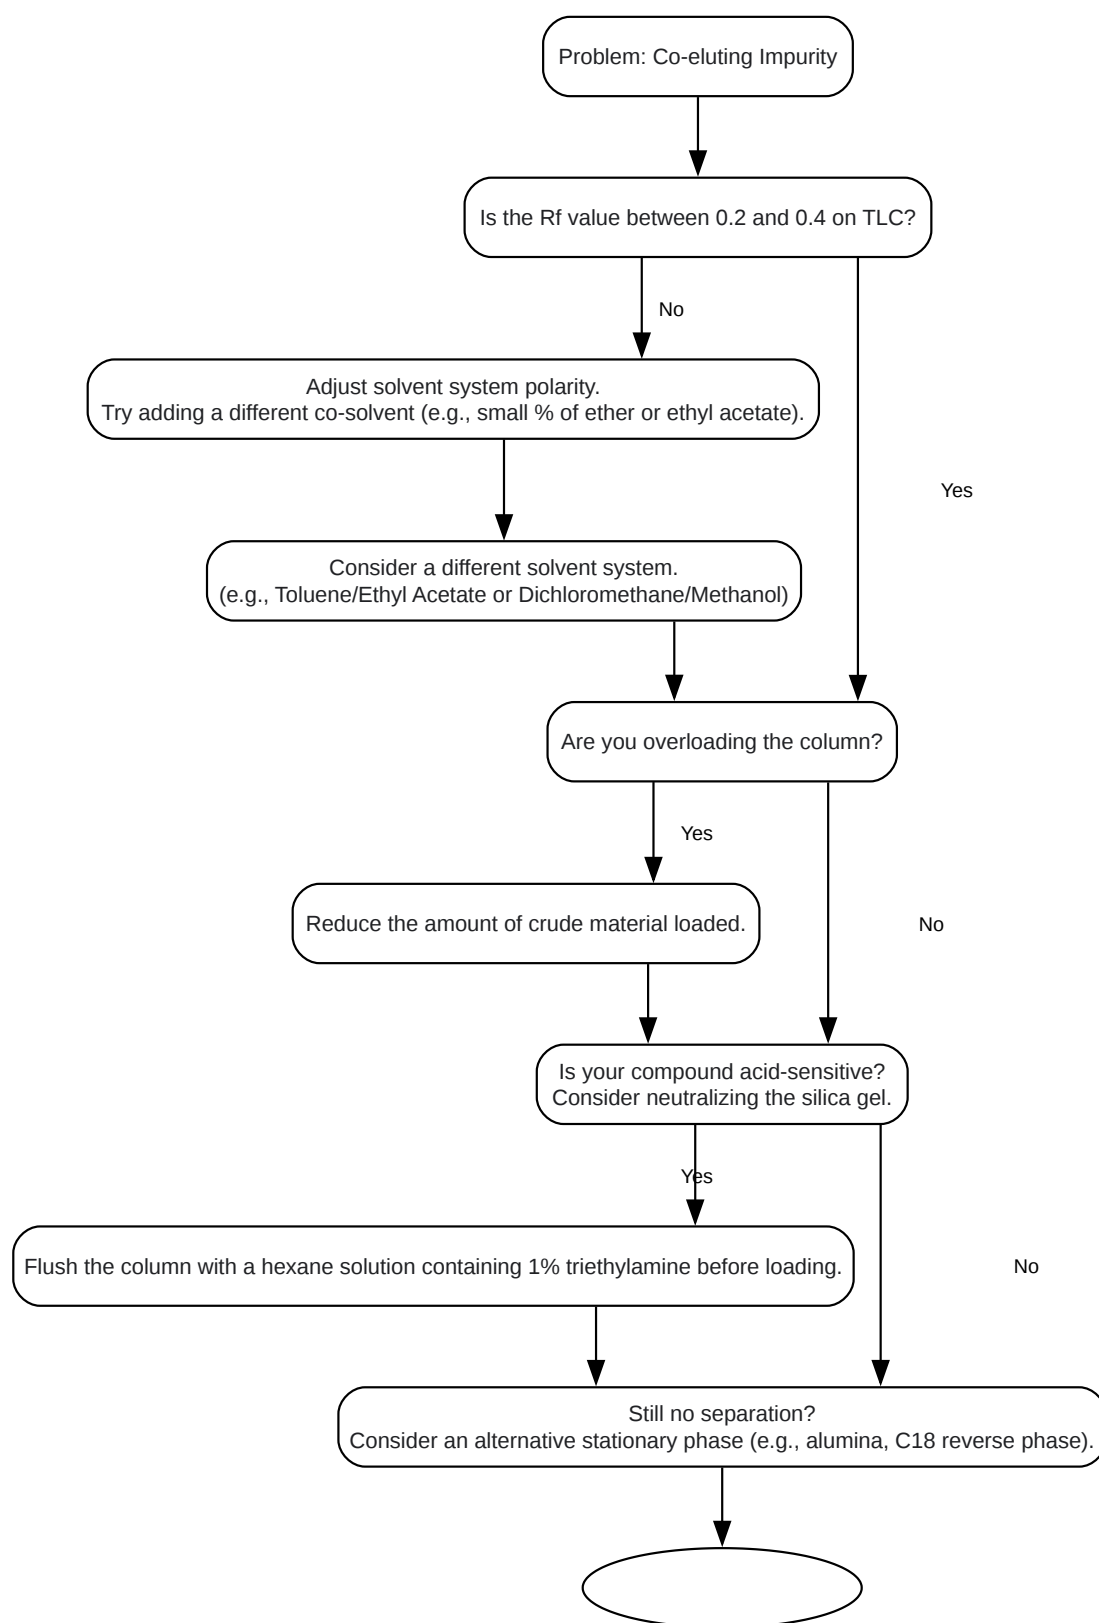 Problem: Co-eluting Impurity
Is the Rf value between 0.2 and 0.4 on TLC?
No
Adjust solvent system polarity.
Try adding a different co-solvent (e.g., small % of ether or ethyl acetate).
Yes
Consider a different solvent system.
(e.g., Toluene/Ethyl Acetate or Dichloromethane/Methanol)
Are you overloading the column?
Yes
Reduce the amount of crude material loaded.
No
Is your compound acid-sensitive?
Consider neutralizing the silica gel.
Yes
Flush the column with a hexane solution containing 1% triethylamine before loading.
No
Still no separation?
Consider an alternative stationary phase (e.g., alumina, C18 reverse phase).